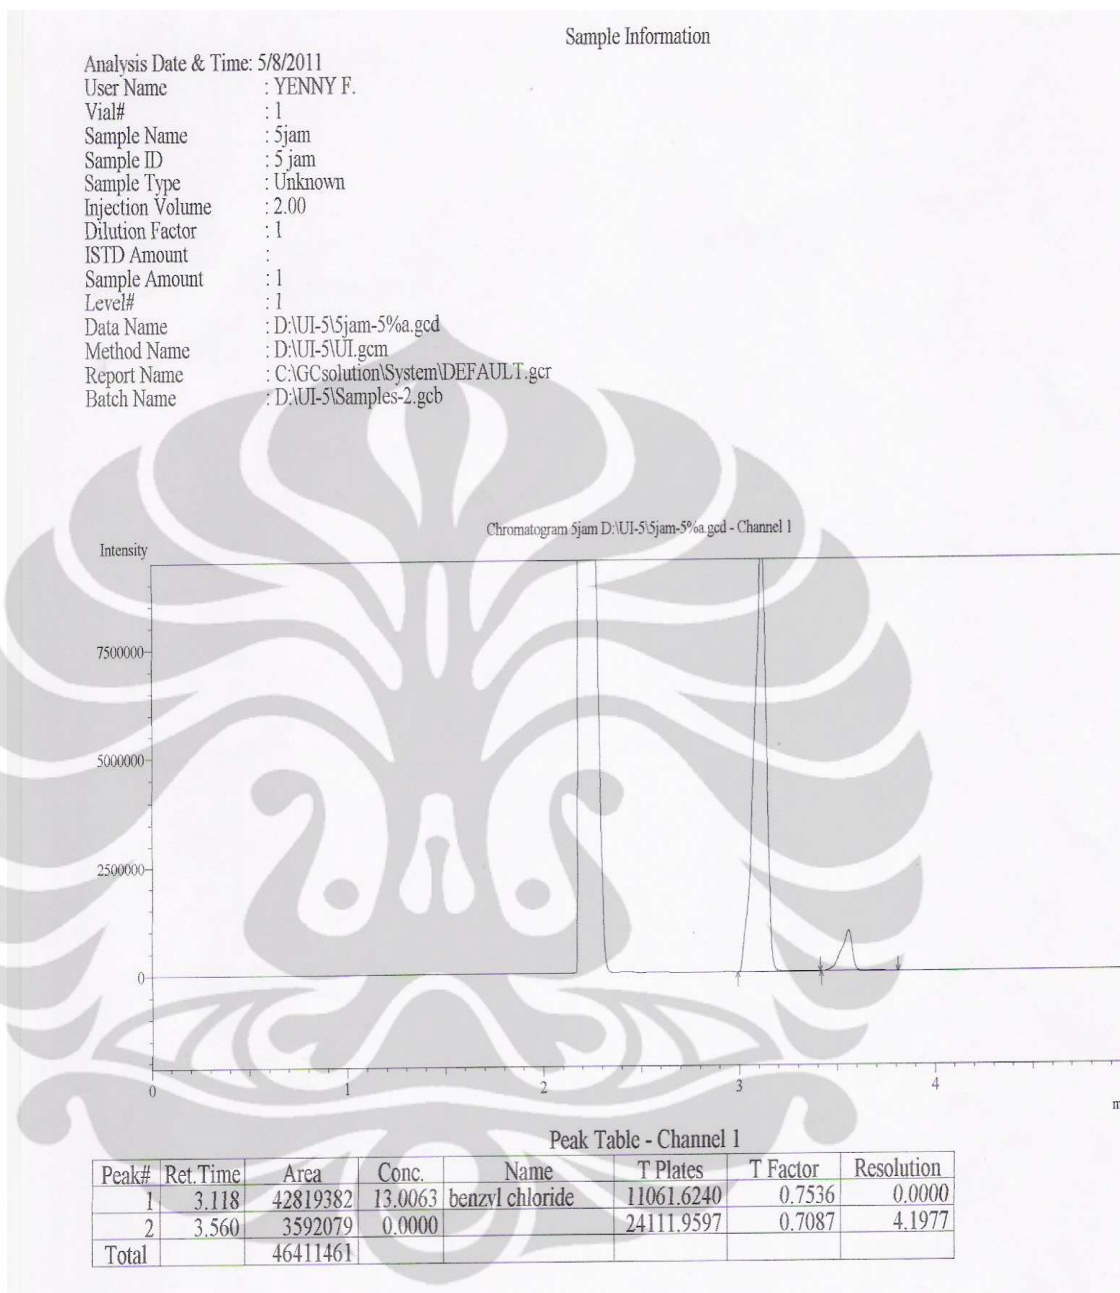 Sample Information
Analysis Date & Time: 5/8/2011
User Name : YENNY F.
Vial# : 1
Sample Name : 5jam
Sample ID : 5 jam
Sample Type : Unknown
Injection Volume : 2.00
Dilution Factor : 1
ISTD Amount :
Sample Amount : 1
Level# : 1
Data Name : D:\UI-5\5jam-5%a.gcd
Method Name : D:\UI-5\UI.gcm
Report Name : C:\GCsolution\System\DEFAULT.gcr
Batch Name : D:\UI-5\Samples-2.gcb
Chromatogram 5jam D:\UI-5\5jam-5%a.gcd - Channel 1
Intensity
7500000
5000000
2500000
0
0 1 2 3 4
Peak Table - Channel 1
Peak# Ret.Time Area Conc. Name T Plates T Factor Resolution
1 3.118 42819382 13.0063 benzyl chloride 11061.6240 0.7536 0.0000
2 3.560 3592079 0.0000 24111.9597 0.7087 4.1977
Total 46411461